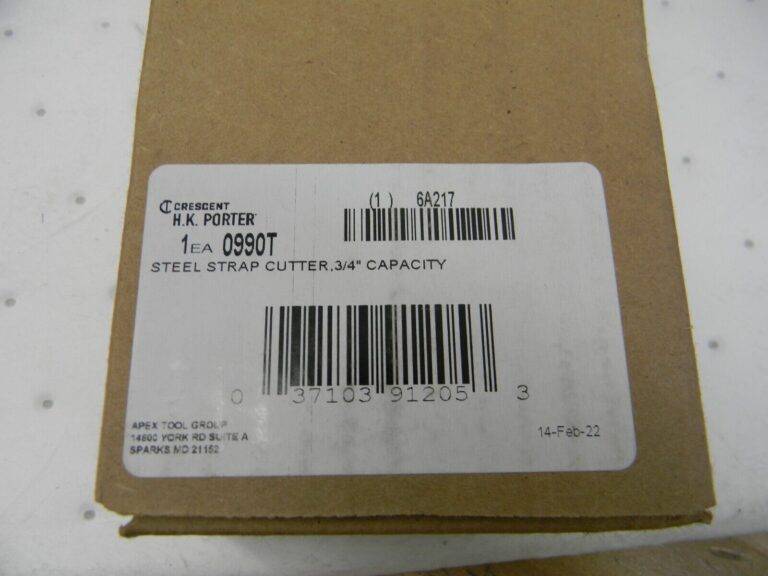 CRESCENT
H.K. PORTER
(1) 6A217
1EA 0990T
STEEL STRAP CUTTER,3/4" CAPACITY
0 37103 91205 3
APEX TOOL GROUP
14600 YORK RD SUITE A
SPARKS MD 21152
14-Feb-22